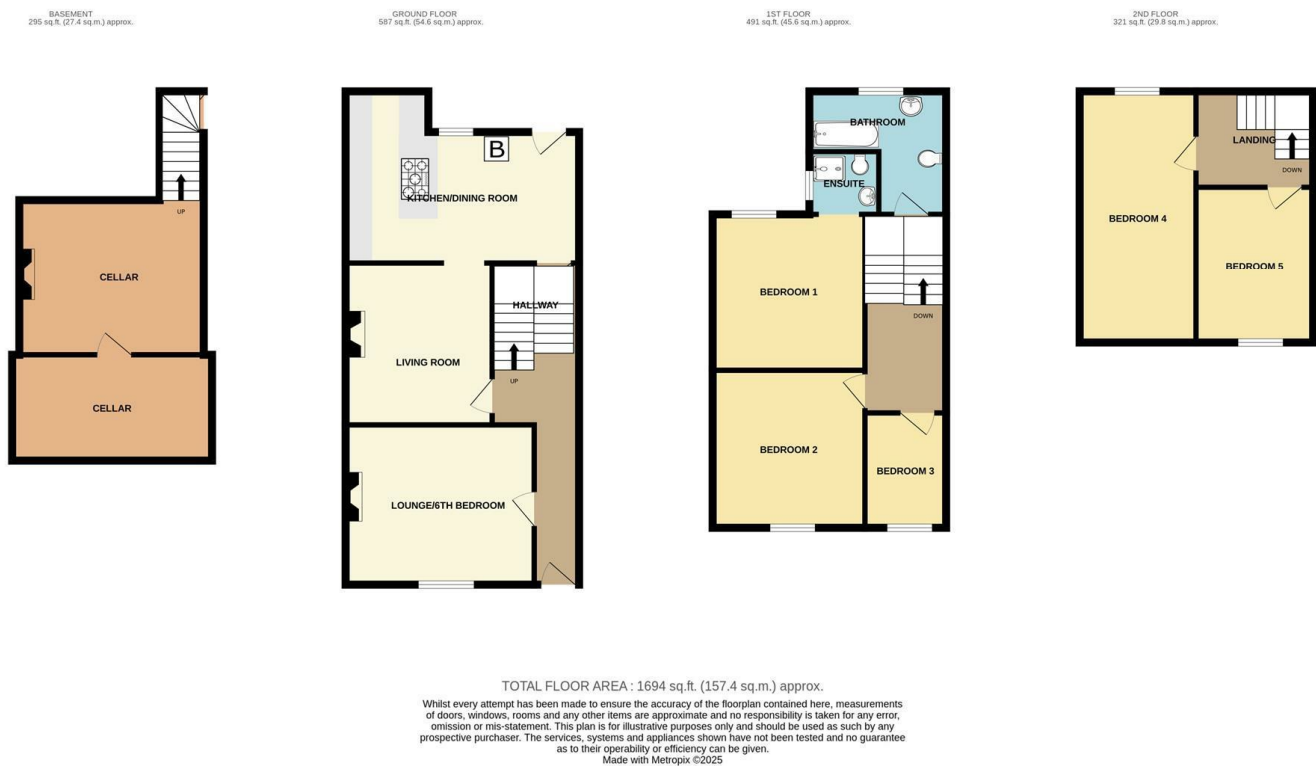 BASEMENT
295 sq.ft. (27.4 sq.m.) approx.
UP
CELLAR
CELLAR
GROUND FLOOR
587 sq.ft. (54.6 sq.m.) approx.
B
KITCHEN/DINING ROOM
HALLWAY
LIVING ROOM
UP
LOUNGE/6TH BEDROOM
1ST FLOOR
491 sq.ft. (45.6 sq.m.) approx.
BATHROOM
ENSUITE
BEDROOM 1
DOWN
BEDROOM 2
BEDROOM 3
2ND FLOOR
321 sq.ft. (29.8 sq.m.) approx.
LANDING
DOWN
BEDROOM 4
BEDROOM 5
TOTAL FLOOR AREA : 1694 sq.ft. (157.4 sq.m.) approx.
Whilst every attempt has been made to ensure the accuracy of the floorplan contained here, measurements
of doors, windows, rooms and any other items are approximate and no responsibility is taken for any error,
omission or mis-statement. This plan is for illustrative purposes only and should be used as such by any
prospective purchaser. The services, systems and appliances shown have not been tested and no guarantee
as to their operability or efficiency can be given.
Made with Metropix ©2025